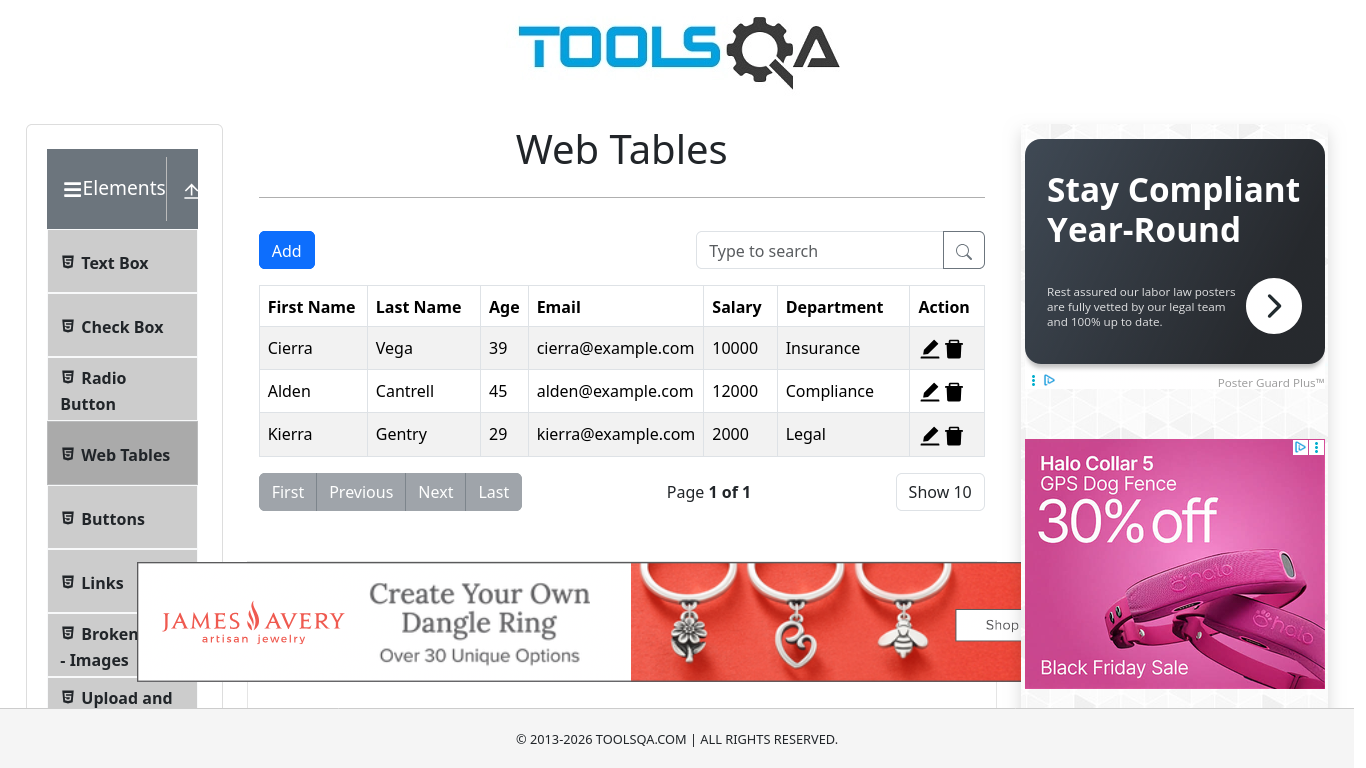 TOOLSQA
Elements
Text Box
Check Box
Radio
Button
Web Tables
Buttons
Links
Broken
- Images
Upload and
Web Tables
Add
Type to search
First Name Last Name Age Email Salary Department Action
Cierra Vega 39 cierra@example.com 10000 Insurance
Alden Cantrell 45 alden@example.com 12000 Compliance
Kierra Gentry 29 kierra@example.com 2000 Legal
First Previous Next Last Page 1 of 1 Show 10
JAMES AVERY
artisan jewelry
Create Your Own
Dangle Ring
Over 30 Unique Options
Shop
Stay Compliant
Year-Round
Rest assured our labor law posters
are fully vetted by our legal team
and 100% up to date.
Poster Guard Plus™
Halo Collar 5
GPS Dog Fence
30% off
halo
halo
Black Friday Sale
© 2013-2026 TOOLSQA.COM | ALL RIGHTS RESERVED.